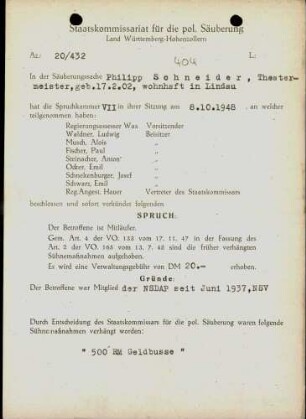 Staatskommissariat für die pol. Säuberung
Land Württemberg-Hohenzollern
Az.: 20/432
L:
404
In der Säuberungssache Philipp Schneider, Theater-
meister,geb.17.2.02, wohnhaft in Lindau
hat die Spruchkammer VII in ihrer Sitzung am 8.10.1948 , an welcher
teilgenommen haben:
Regierungsassessor Wax Vorsitzender
Waldner, Ludwig Beisitzer
Munding, Alois "
Fischer, Paul "
Steinacher, Anton "
Odher, Emil "
Schnekenburger, Josef "
Schwarz, Emil "
Reg.Angest. Hauer Vertreter des Staatskommissars
beschlossen und sofort verkündet folgenden
SPRUCH:
Der Betroffene ist Mitläufer.
Gem. Art. 4 der VO. 133 vom 17. 11. 47 in der Fassung des
Art. 2 der VO. 165 vom 13. 7. 48 sind die früher verhängten
Sühnemaßnahmen aufgehoben.
Es wird eine Verwaltungsgebühr von DM 20.— erhoben.
Gründe:
Der Betroffene war Mitglied der NSDAP seit Juni 1937,NSV
Durch Entscheidung des Staatskommissars für die pol. Säuberung waren folgende
Sühnemaßnahmen verhängt worden:
" 500 RM Geldbusse "